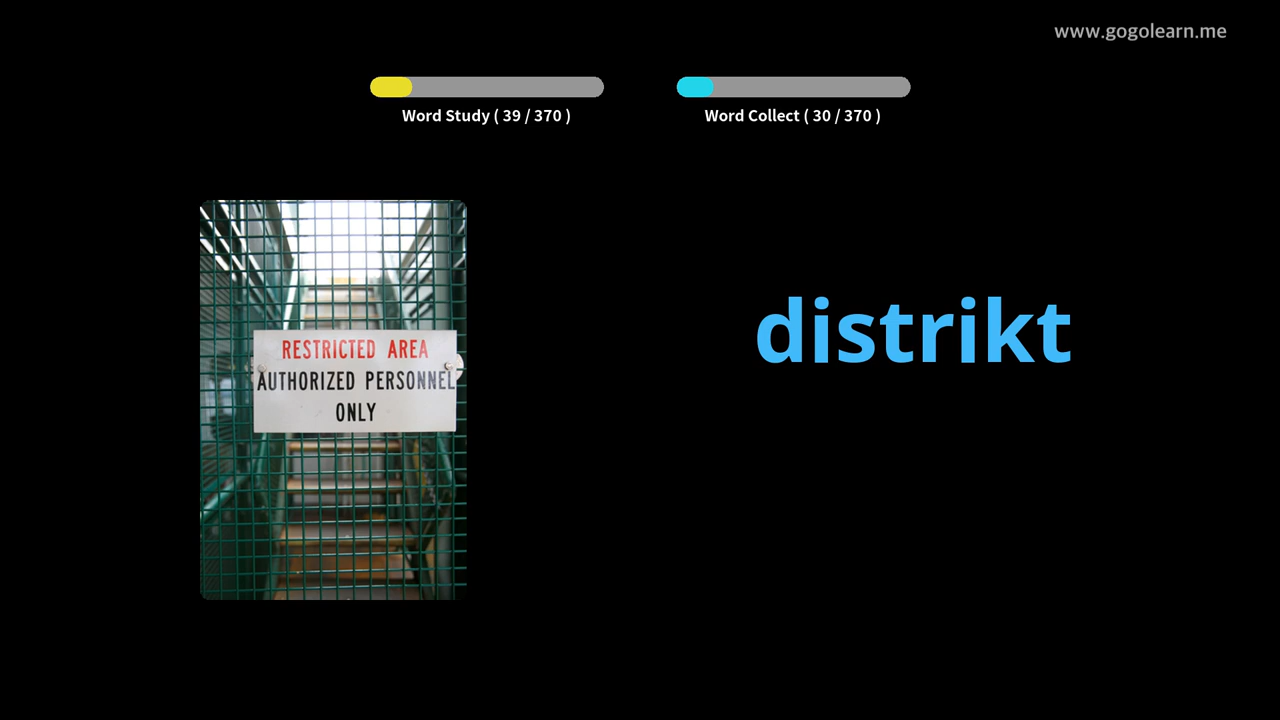 www.gogolearn.me
Word Study ( 39 / 370 )
Word Collect ( 30 / 370 )
RESTRICTED AREA
AUTHORIZED PERSONNEL
ONLY
distrikt